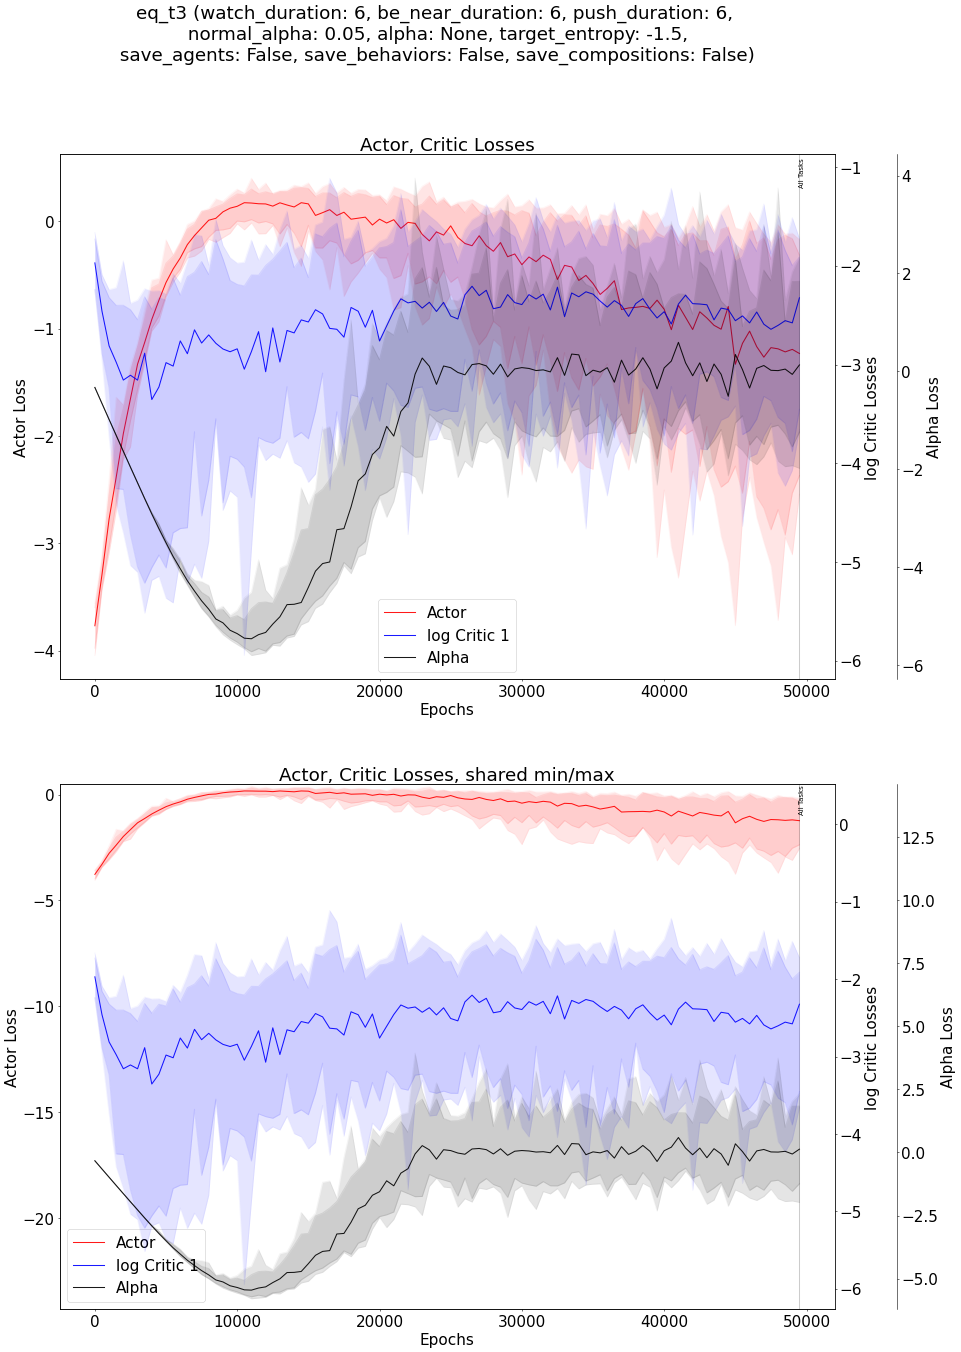 eq_t3 (watch_duration: 6, be_near_duration: 6, push_duration: 6,
normal_alpha: 0.05, alpha: None, target_entropy: -1.5,
save_agents: False, save_behaviors: False, save_compositions: False)
Actor, Critic Losses
All Tasks
0
−1
−2
−3
−4
Actor Loss
−1
−2
−3
−4
−5
−6
log Critic Losses
4
2
0
−2
−4
−6
Alpha Loss
Actor
log Critic 1
Alpha
0
10000
20000
30000
40000
50000
Epochs
Actor, Critic Losses, shared min/max
All Tasks
0
−5
−10
−15
−20
Actor Loss
0
−1
−2
−3
−4
−5
−6
log Critic Losses
12.5
10.0
7.5
5.0
2.5
0.0
−2.5
−5.0
Alpha Loss
Actor
log Critic 1
Alpha
0
10000
20000
30000
40000
50000
Epochs